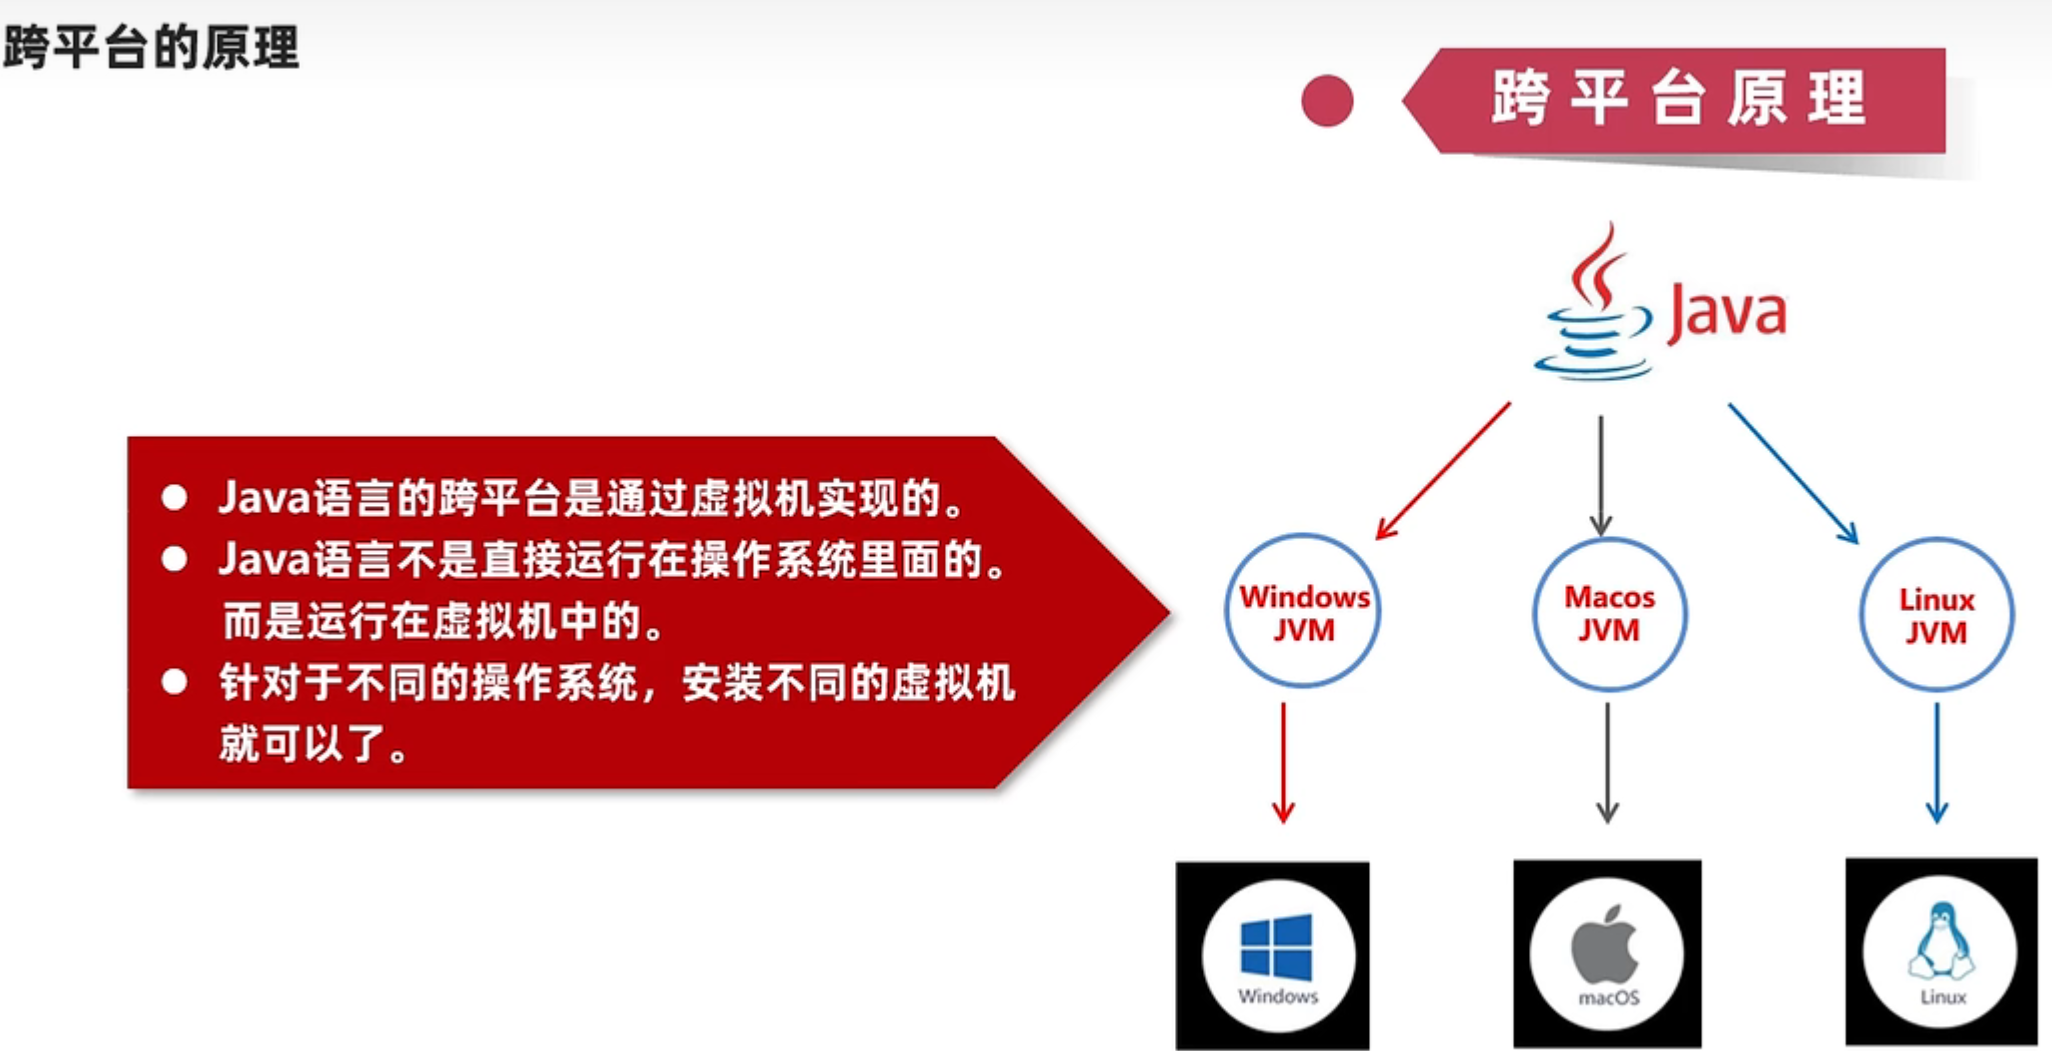 跨平台的原理
跨平台原理
Java
Java语言的跨平台是通过虚拟机实现的。
Java语言不是直接运行在操作系统里面的。
而是运行在虚拟机中的。
针对于不同的操作系统，安装不同的虚拟机
就可以了。
Windows
JVM
Macos
JVM
Linux
JVM
Windows
macOS
Linux